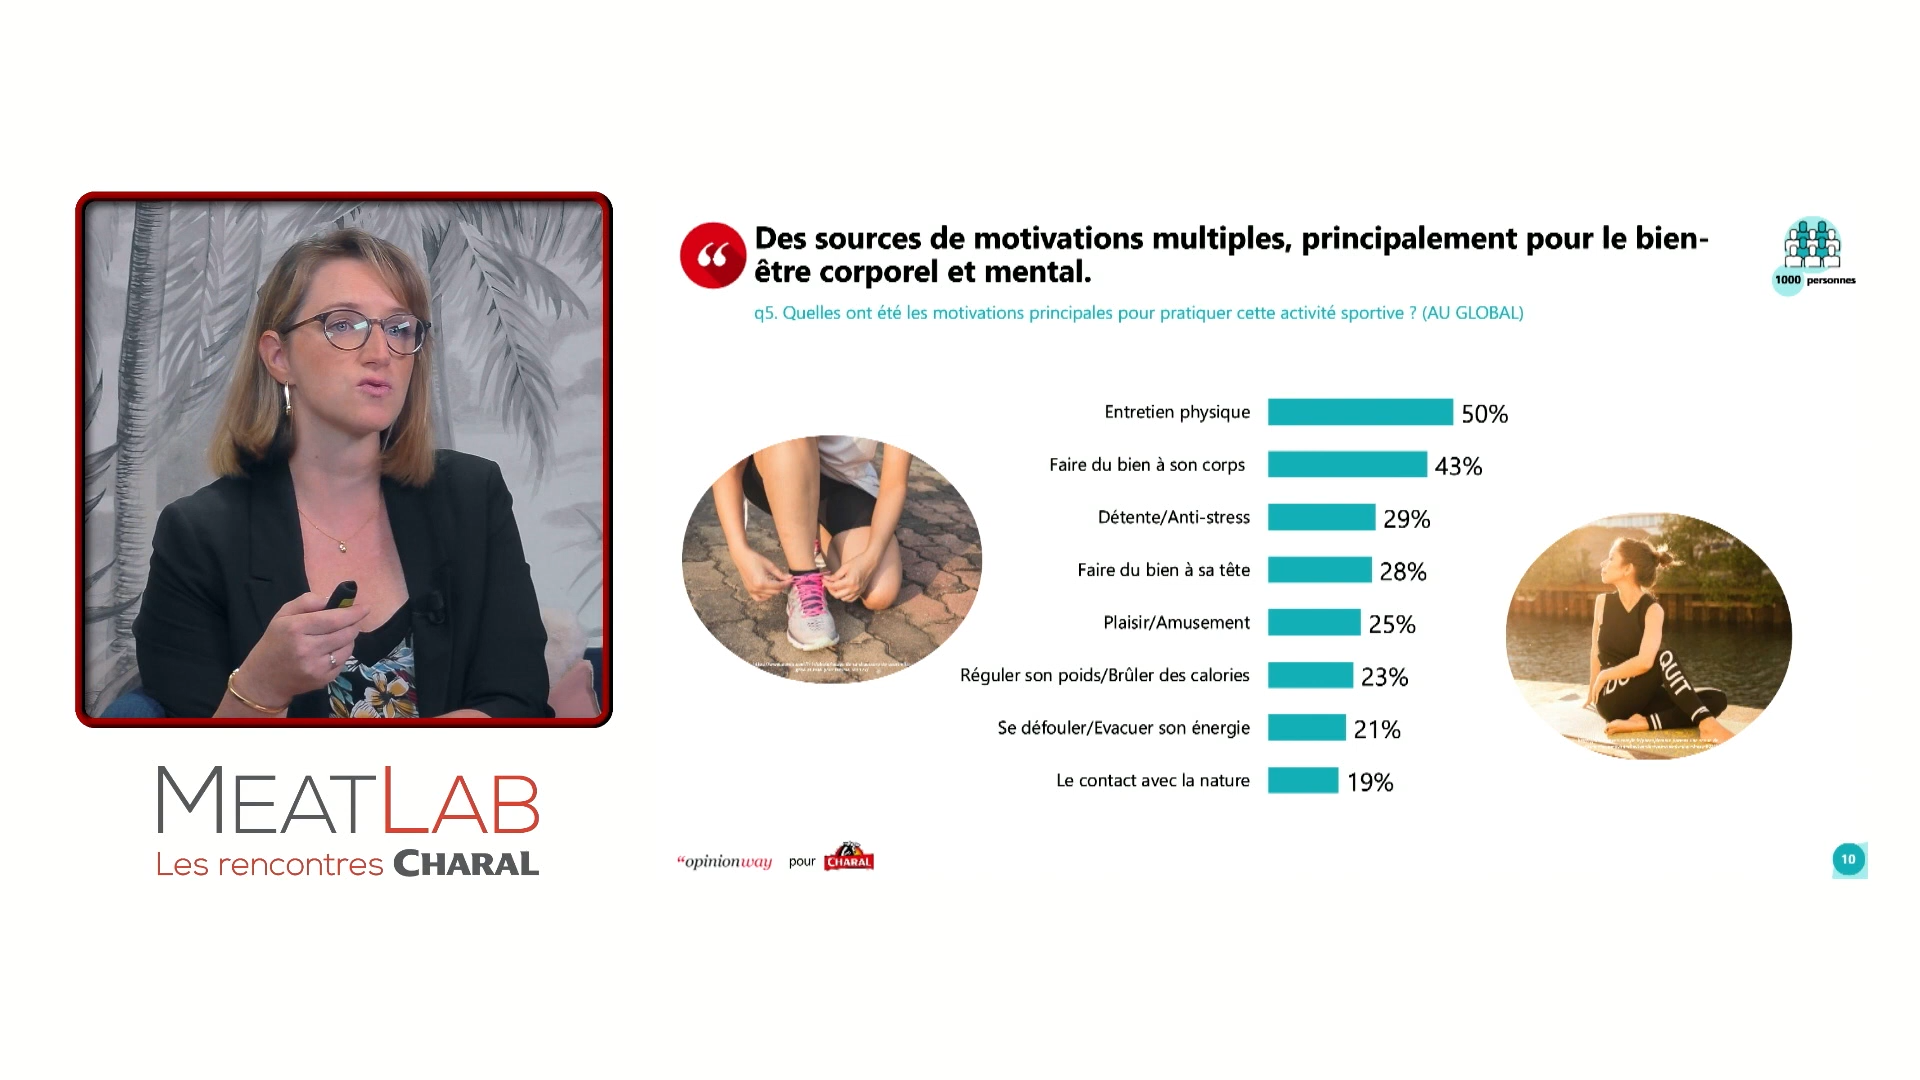 Des sources de motivations multiples, principalement pour le bien-
être corporel et mental.
q5. Quelles ont été les motivations principales pour pratiquer cette activité sportive ? (AU GLOBAL)
1000 personnes
Entretien physique 50%
Faire du bien à son corps 43%
Détente/Anti-stress 29%
Faire du bien à sa tête 28%
Plaisir/Amusement 25%
Réguler son poids/Brûler des calories 23%
Se défouler/Evacuer son énergie 21%
Le contact avec la nature 19%
QUIT
MEATLAB
Les rencontres CHARAL
“opinionway pour CHARAL
10